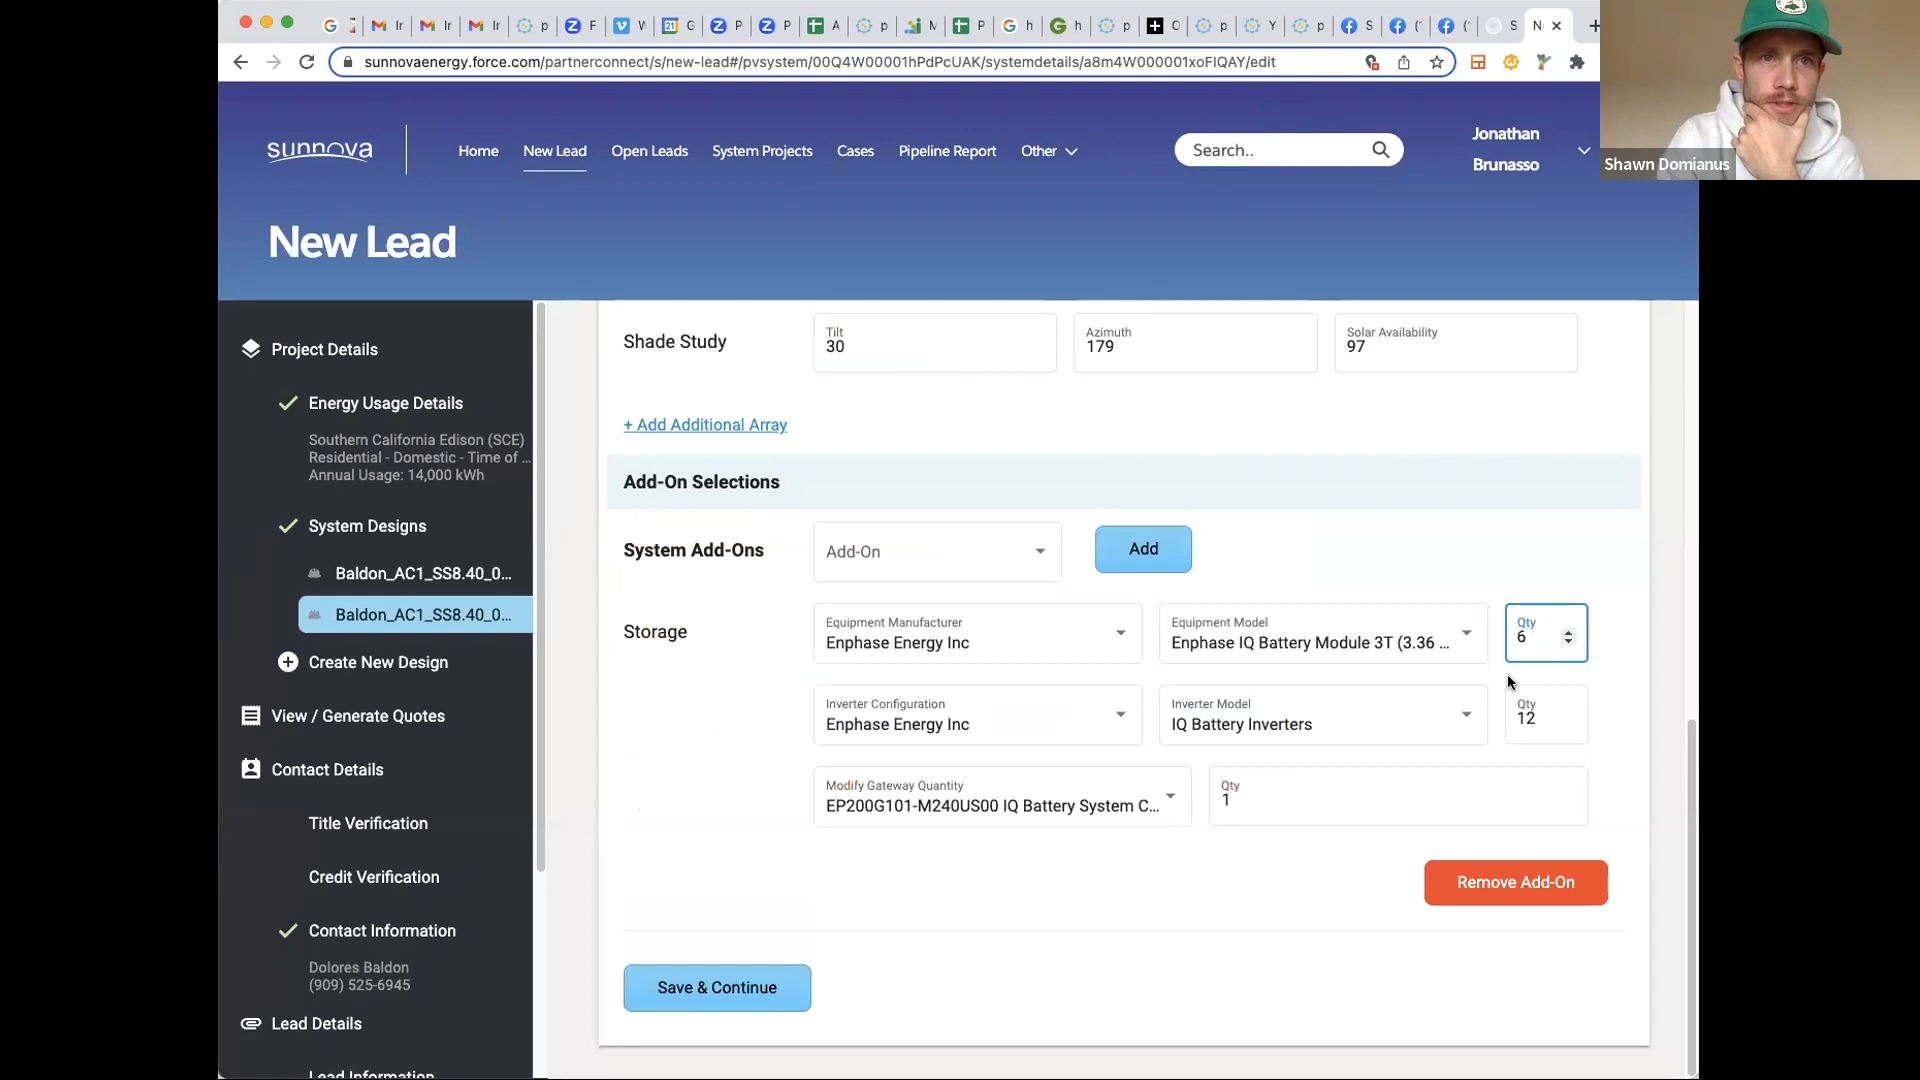 G
Ir
Ir
Ir
p
F
W
21
G
P
P
A
p
M
P
h
h
p
C
p
Y
p
S
(1
(
S
N
sunnovaenergy.force.com/partnerconnect/s/new-lead#/pvsystem/00Q4W00001hPdPcUAK/systemdetails/a8m4W000001xoFIQAY/edit
sunnova
Home
New Lead
Open Leads
System Projects
Cases
Pipeline Report
Other
Search..
Jonathan
Brunasso
Shawn Domianus
New Lead
Project Details
Energy Usage Details
Southern California Edison (SCE)
Residential - Domestic - Time of ...
Annual Usage: 14,000 kWh
System Designs
Baldon_AC1_SS8.40_0...
Baldon_AC1_SS8.40_0...
Create New Design
View / Generate Quotes
Contact Details
Title Verification
Credit Verification
Contact Information
Dolores Baldon
(909) 525-6945
Lead Details
Lead Information
Shade Study
Tilt
30
Azimuth
179
Solar Availability
97
+ Add Additional Array
Add-On Selections
System Add-Ons
Add-On
Add
Storage
Equipment Manufacturer
Enphase Energy Inc
Equipment Model
Enphase IQ Battery Module 3T (3.36 ...
Qty
6
Inverter Configuration
Enphase Energy Inc
Inverter Model
IQ Battery Inverters
Qty
12
Modify Gateway Quantity
EP200G101-M240US00 IQ Battery System C...
Qty
1
Remove Add-On
Save & Continue